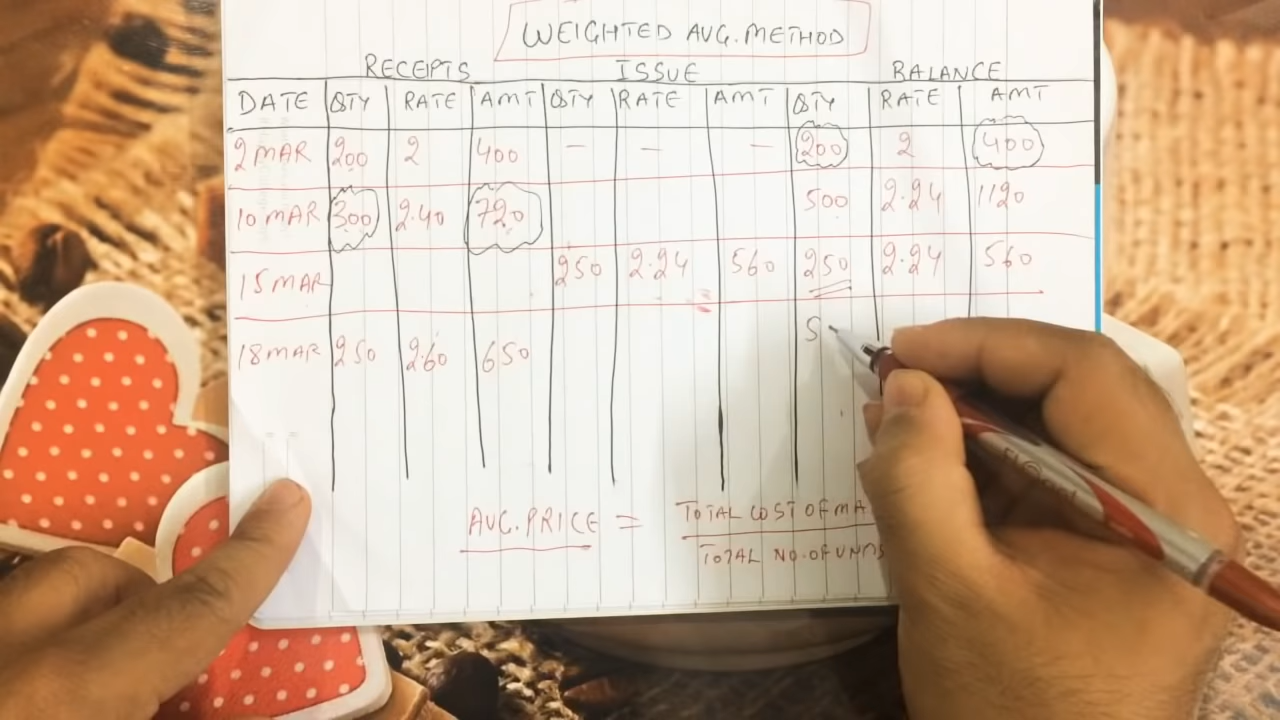 WEIGHTED AVG. METHOD
RECEIPTS ISSUE BALANCE
DATE QTY RATE AMT QTY RATE AMT QTY RATE AMT
2 MAR 200 2 400 — — — 200 2 400
10 MAR 300 2.40 720 500 2.24 1120
15 MAR 250 2.24 560 250 2.24 560
5
18 MAR 250 2.60 650
AVG. PRICE = TOTAL COST OF MA
TOTAL NO. OF UNITS